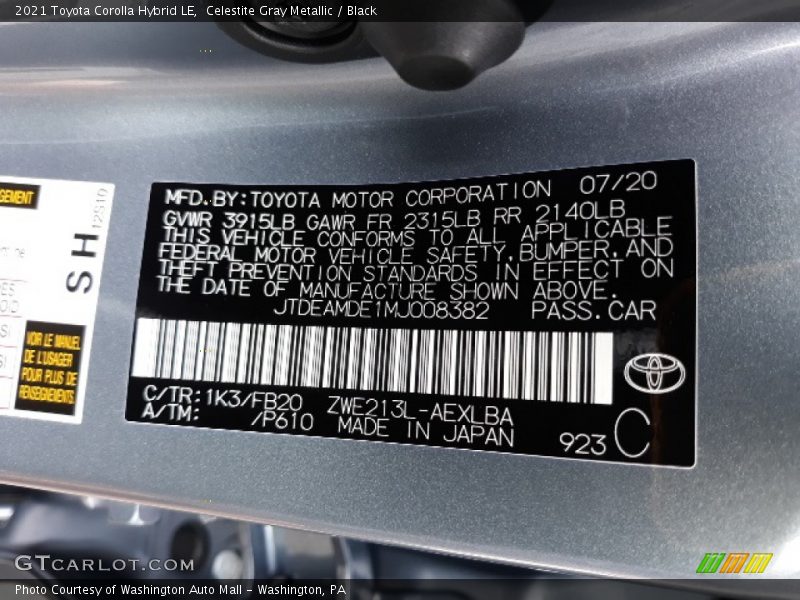 2021 Toyota Corolla Hybrid LE, Celestite Gray Metallic / Black
MFD.BY:TOYOTA MOTOR CORPORATION 07/20
GVWR 3915LB GAWR FR 2315LB RR 2140LB
THIS VEHICLE CONFORMS TO ALL APPLICABLE
FEDERAL MOTOR VEHICLE SAFETY,BUMPER,AND
THEFT PREVENTION STANDARDS IN EFFECT ON
THE DATE OF MANUFACTURE SHOWN ABOVE.
JTDEAMDE1MJ008382 PASS.CAR
C/TR:1K3/FB20 ZWE213L-AEXLBA
A/TM: /P610 MADE IN JAPAN
923 C
SH 12S10
VOIR LE MANUEL
DE L'USAGER
POUR PLUS DE
RENSEIGNEMENTS
GTCARLOT.COM
Photo Courtesy of Washington Auto Mall - Washington, PA